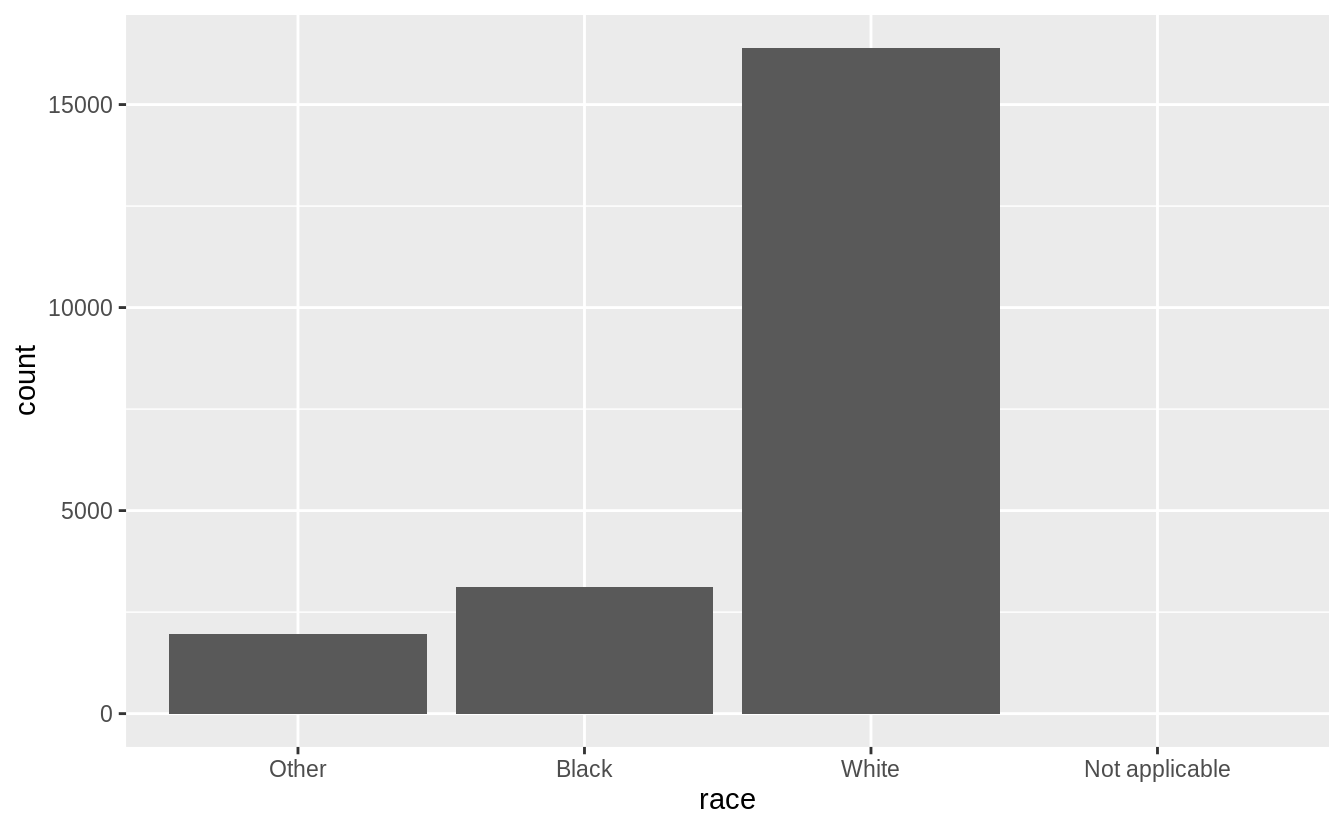 count
15000
10000
5000
0
Other Black White Not applicable
race